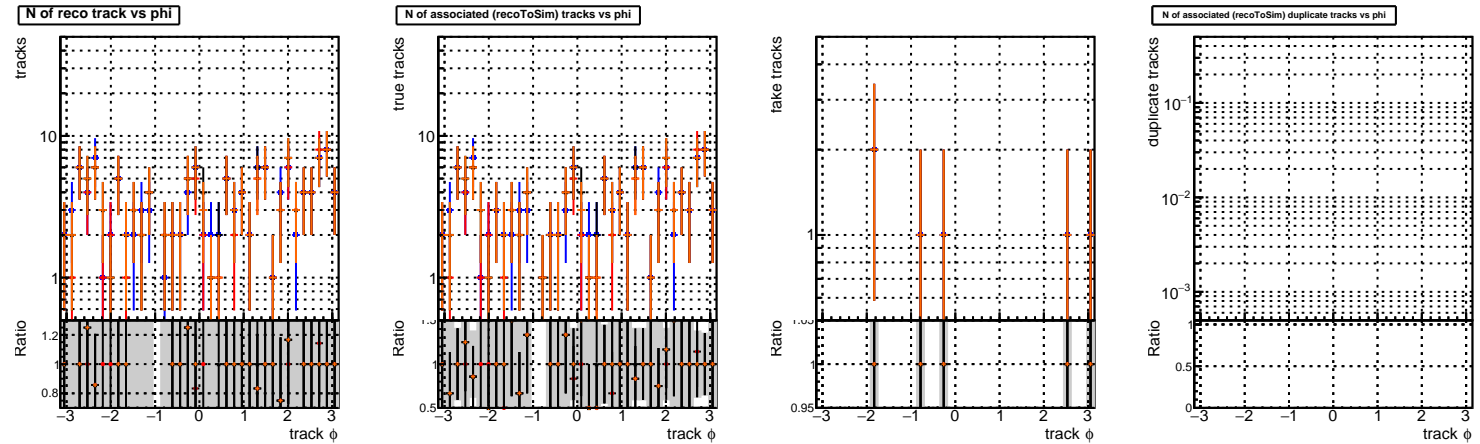 N of reco track vs phi
tracks
10
1
Ratio
1.2
1
0.8
−3 −2 −1 0 1 2 3
track ϕ
N of associated (recoToSim) tracks vs phi
true tracks
10
1
Ratio
1
0.5
−3 −2 −1 0 1 2 3
track ϕ
fake tracks
1
Ratio
1
0.95
−3 −2 −1 0 1 2 3
track ϕ
N of associated (recoToSim) duplicate tracks vs phi
duplicate tracks
10⁻¹
10⁻²
10⁻³
Ratio
1
0.5
0
−3 −2 −1 0 1 2 3
track ϕ